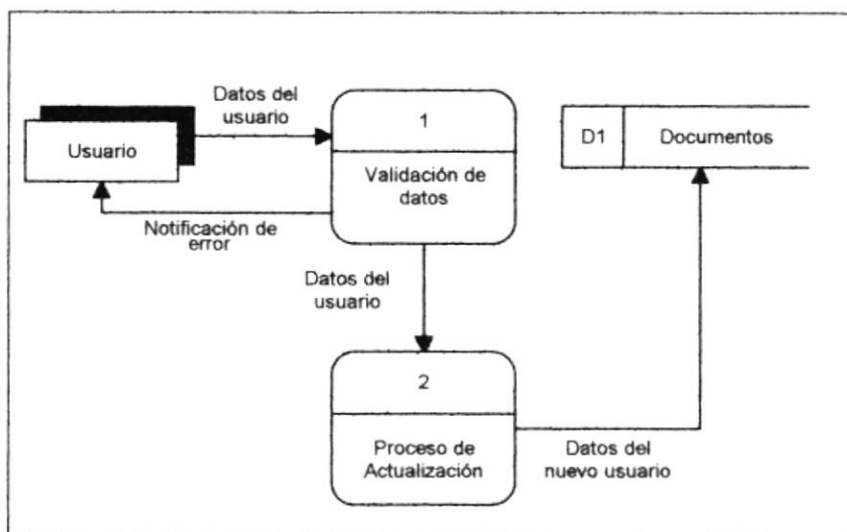 Datos del
usuario
Usuario
1
Validación de
datos
D1
Documentos
Notificación de
error
Datos del
usuario
2
Proceso de
Actualización
Datos del
nuevo usuario